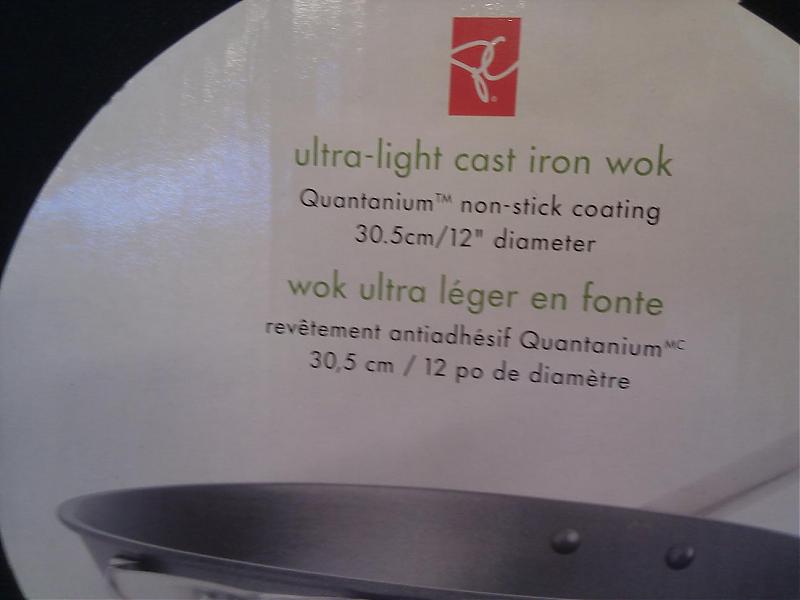 PC
ultra-light cast iron wok
Quantanium™ non-stick coating
30.5cm/12" diameter
wok ultra léger en fonte
revêtement antiadhésif Quantanium MC
30,5 cm / 12 po de diamètre